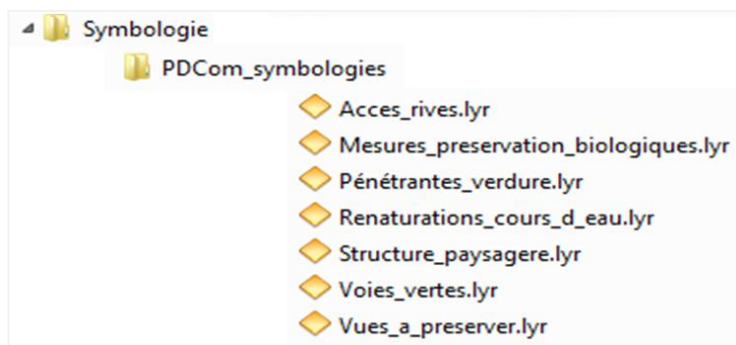 Symbologie
PDCom_symbologies
Acces_rives.lyr
Mesures_preservation_biologiques.lyr
Pénétrantes_verdure.lyr
Renaturations_cours_d_eau.lyr
Structure_paysagere.lyr
Voies_vertes.lyr
Vues_a_preserver.lyr